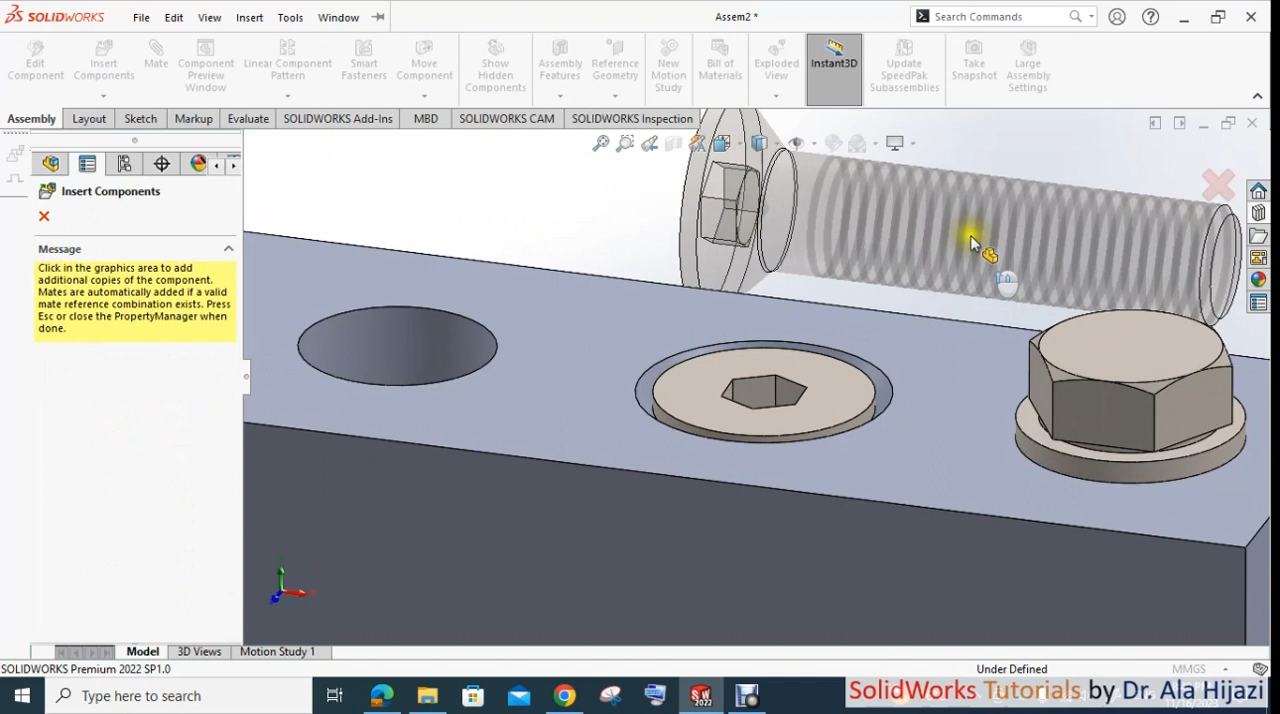 SOLIDWORKS File Edit View Insert Tools Window Assem2 * Search Commands
Edit Component
Insert Components
Mate
Component Preview Window
Linear Component Pattern
Smart Fasteners
Move Component
Show Hidden Components
Assembly Features
Reference Geometry
New Motion Study
Bill of Materials
Exploded View
Instant3D
Update SpeedPak Subassemblies
Take Snapshot
Large Assembly Settings
Assembly Layout Sketch Markup Evaluate SOLIDWORKS Add-Ins MBD SOLIDWORKS CAM SOLIDWORKS Inspection
Insert Components
Message
Click in the graphics area to add
additional copies of the component.
Mates are automatically added if a valid
mate reference combination exists. Press
Esc or close the PropertyManager when
done.
Model 3D Views Motion Study 1
SOLIDWORKS Premium 2022 SP1.0 Under Defined MMGS
Type here to search
SolidWorks Tutorials by Dr. Ala Hijazi